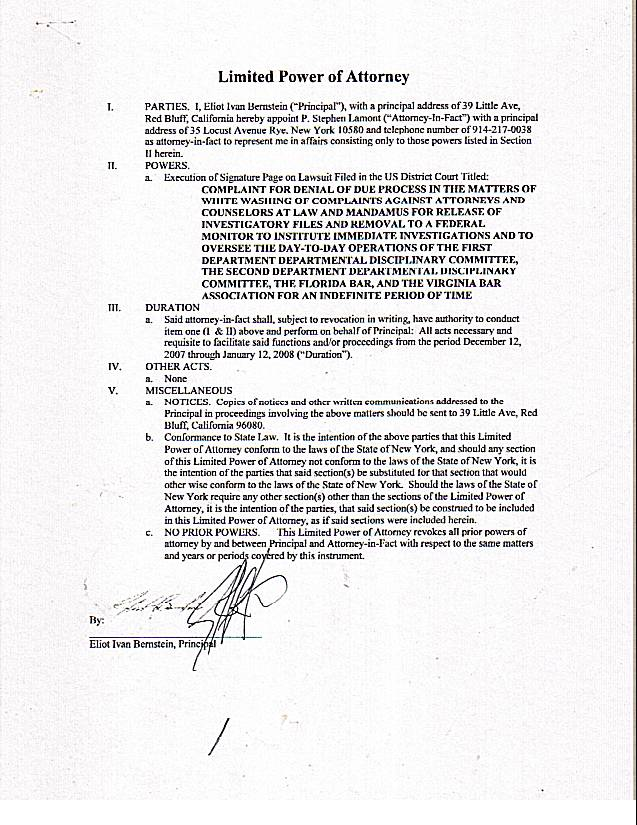 Limited Power of Attorney
I. PARTIES. I, Eliot Ivan Bernstein ("Principal"), with a principal address of 39 Little Ave,
Red Bluff, California hereby appoint P. Stephen Lamont ("Attorney-In-Fact") with a principal
address of 35 Locust Avenue Rye, New York 10580 and telephone number of 914-217-0038
as attorney-in-fact to represent me in affairs consisting only to those powers listed in Section
II herein.
II. POWERS.
a. Execution of Signature Page on Lawsuit Filed in the US District Court Titled:
COMPLAINT FOR DENIAL OF DUE PROCESS IN THE MATTERS OF
WHITE WASHING OF COMPLAINTS AGAINST ATTORNEYS AND
COUNSELORS AT LAW AND MANDAMUS FOR RELEASE OF
INVESTIGATORY FILES AND REMOVAL TO A FEDERAL
MONITOR TO INSTITUTE IMMEDIATE INVESTIGATIONS AND TO
OVERSEE THE DAY-TO-DAY OPERATIONS OF THE FIRST
DEPARTMENT DEPARTMENTAL DISCIPLINARY COMMITTEE,
THE SECOND DEPARTMENT DEPARTMENTAL DISCIPLINARY
COMMITTEE, THE FLORIDA BAR, AND THE VIRGINIA BAR
ASSOCIATION FOR AN INDEFINITE PERIOD OF TIME
III. DURATION
a. Said attorney-in-fact shall, subject to revocation in writing, have authority to conduct
item one (I & II) above and perform on behalf of Principal: All acts necessary and
requisite to facilitate said functions and/or proceedings from the period December 12,
2007 through January 12, 2008 ("Duration").
IV. OTHER ACTS.
a. None
V. MISCELLANEOUS
a. NOTICES. Copies of notices and other written communications addressed to the
Principal in proceedings involving the above matters should be sent to 39 Little Ave, Red
Bluff, California 96080.
b. Conformance to State Law. It is the intention of the above parties that this Limited
Power of Attorney conform to the laws of the State of New York, and should any section
of this Limited Power of Attorney not conform to the laws of the State of New York, it is
the intention of the parties that said section(s) be substituted for that section that would
other wise conform to the laws of the State of New York. Should the laws of the State of
New York require any other section(s) other than the sections of the Limited Power of
Attorney, it is the intention of the parties, that said section(s) be construed to be included
in this Limited Power of Attorney, as if said sections were included herein.
c. NO PRIOR POWERS. This Limited Power of Attorney revokes all prior powers of
attorney by and between Principal and Attorney-in-Fact with respect to the same matters
and years or periods covered by this instrument.
By:
Eliot Ivan Bernstein, Principal